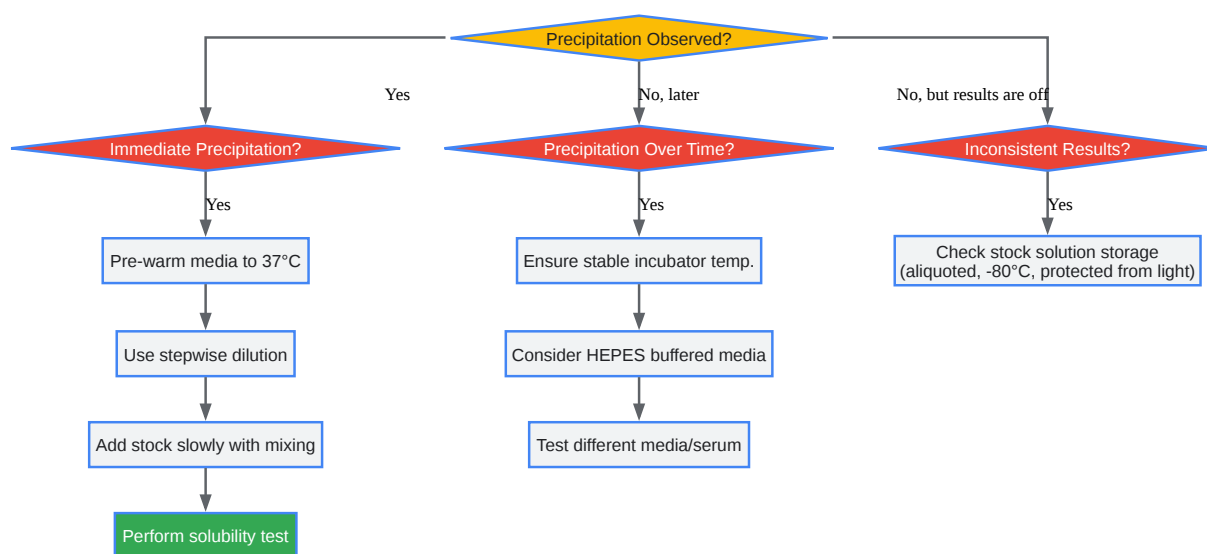 Precipitation Observed?
Yes
No, later
No, but results are off
Immediate Precipitation?
Precipitation Over Time?
Inconsistent Results?
Yes
Yes
Yes
Pre-warm media to 37°C
Ensure stable incubator temp.
Check stock solution storage
(aliquoted, -80°C, protected from light)
Use stepwise dilution
Consider HEPES buffered media
Add stock slowly with mixing
Test different media/serum
Perform solubility test